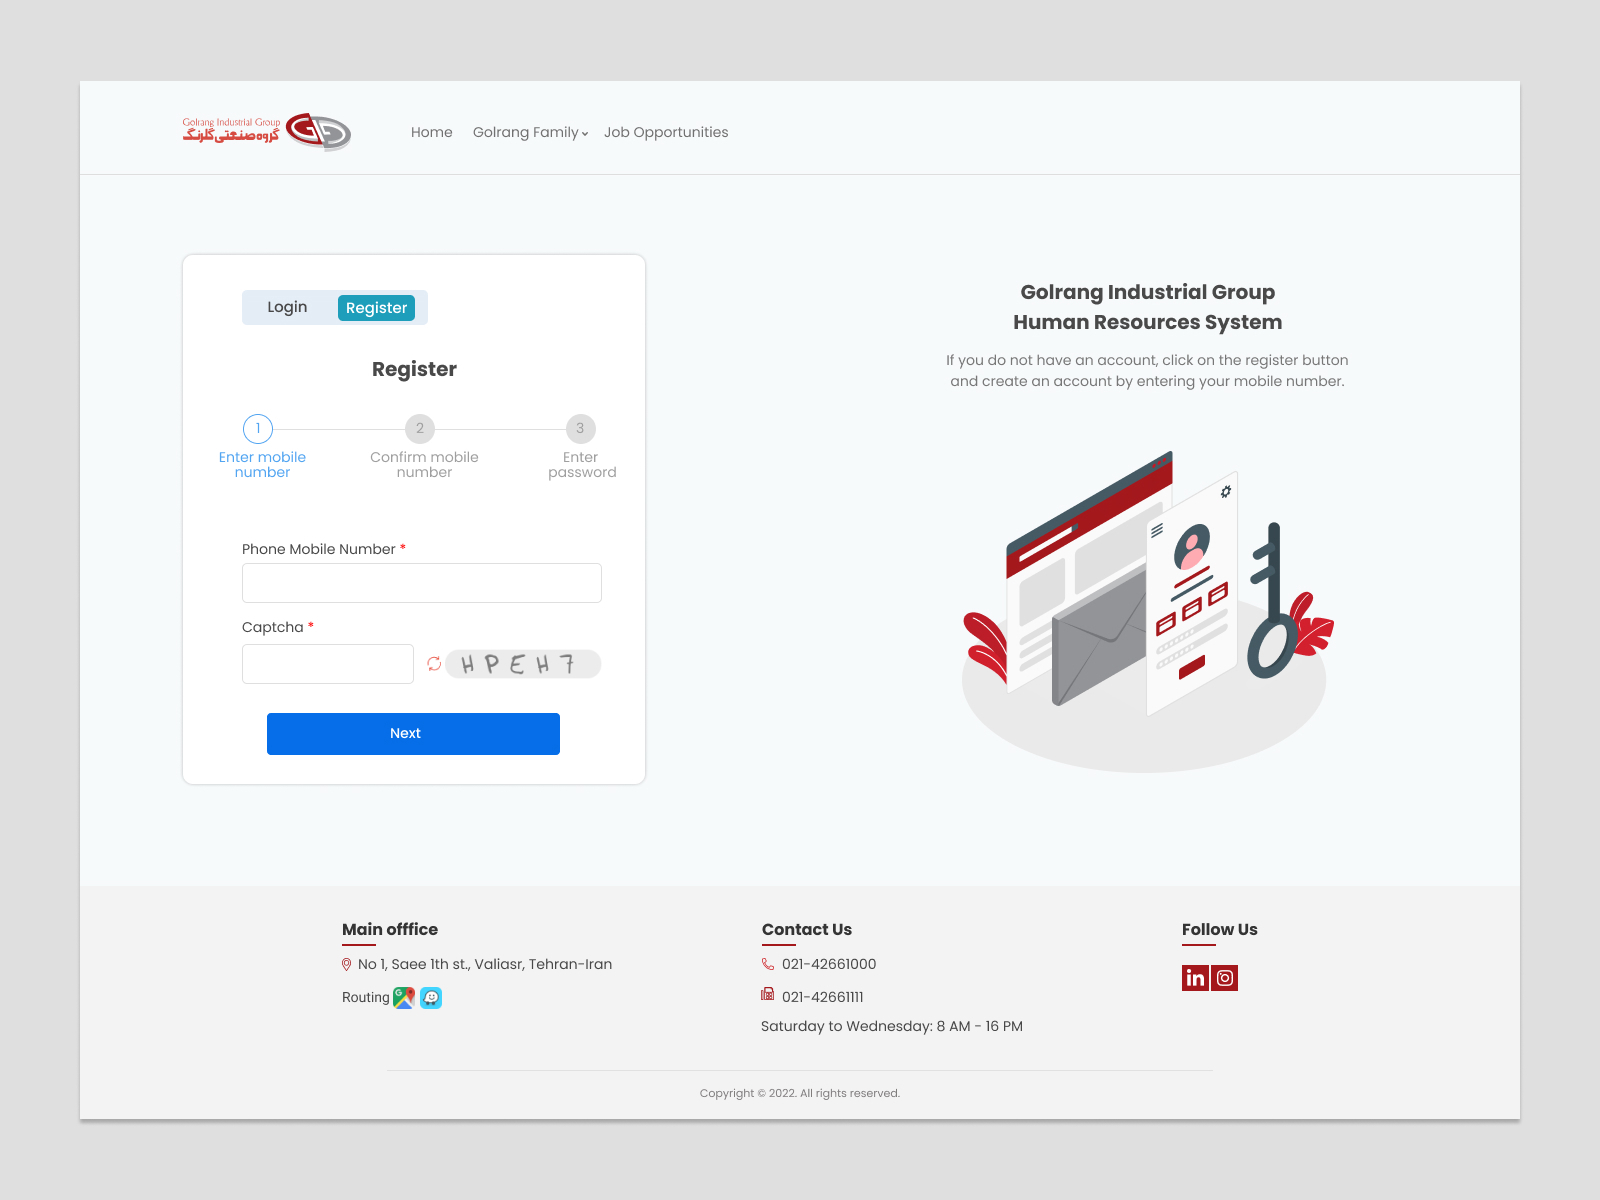 Golrang Industrial Group
گروه صنعتی گلرنگ
Home Golrang Family Job Opportunities
Login Register
Register
1 2 3
Enter mobile
number
Confirm mobile
number
Enter
password
Phone Mobile Number *
Captcha *
HPEH7
Next
Golrang Industrial Group
Human Resources System
If you do not have an account, click on the register button
and create an account by entering your mobile number.
Main offfice
No 1, Saee 1th st., Valiasr, Tehran-Iran
Routing
Contact Us
021-42661000
021-42661111
Saturday to Wednesday: 8 AM - 16 PM
Follow Us
in
Copyright © 2022. All rights reserved.